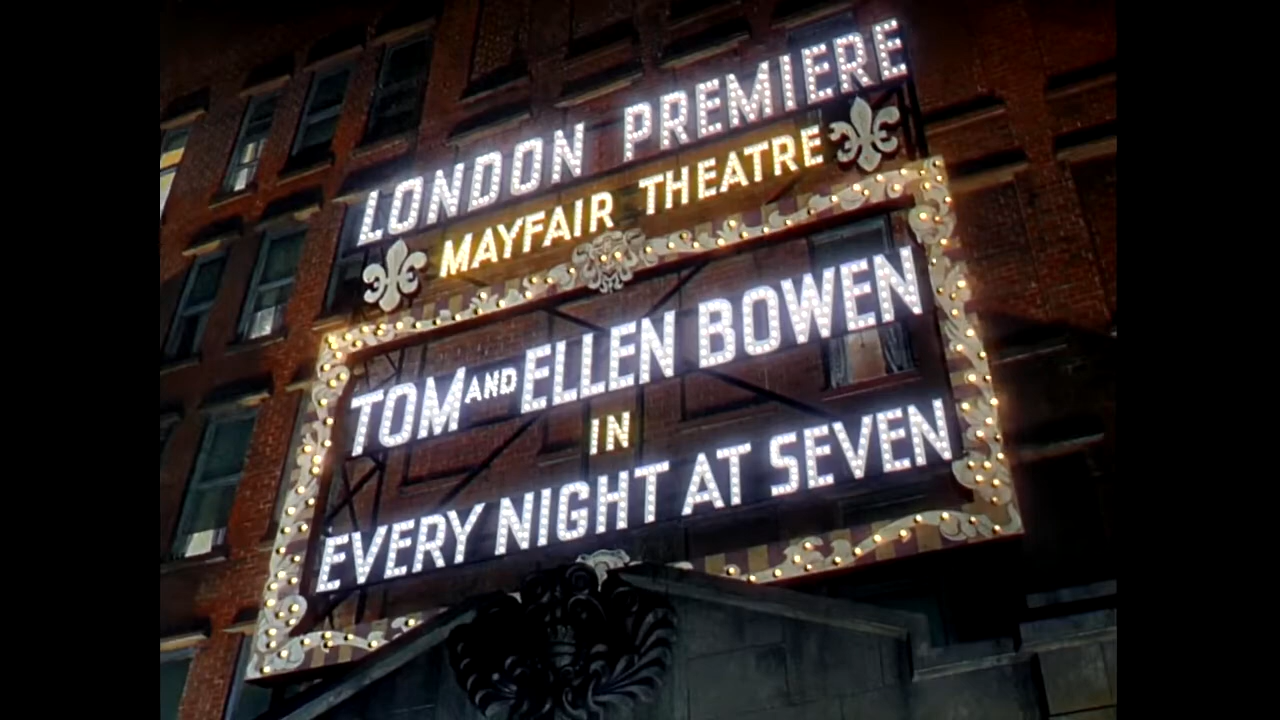 LONDON PREMIERE
MAYFAIR THEATRE
TOM AND ELLEN BOWEN
IN
EVERY NIGHT AT SEVEN